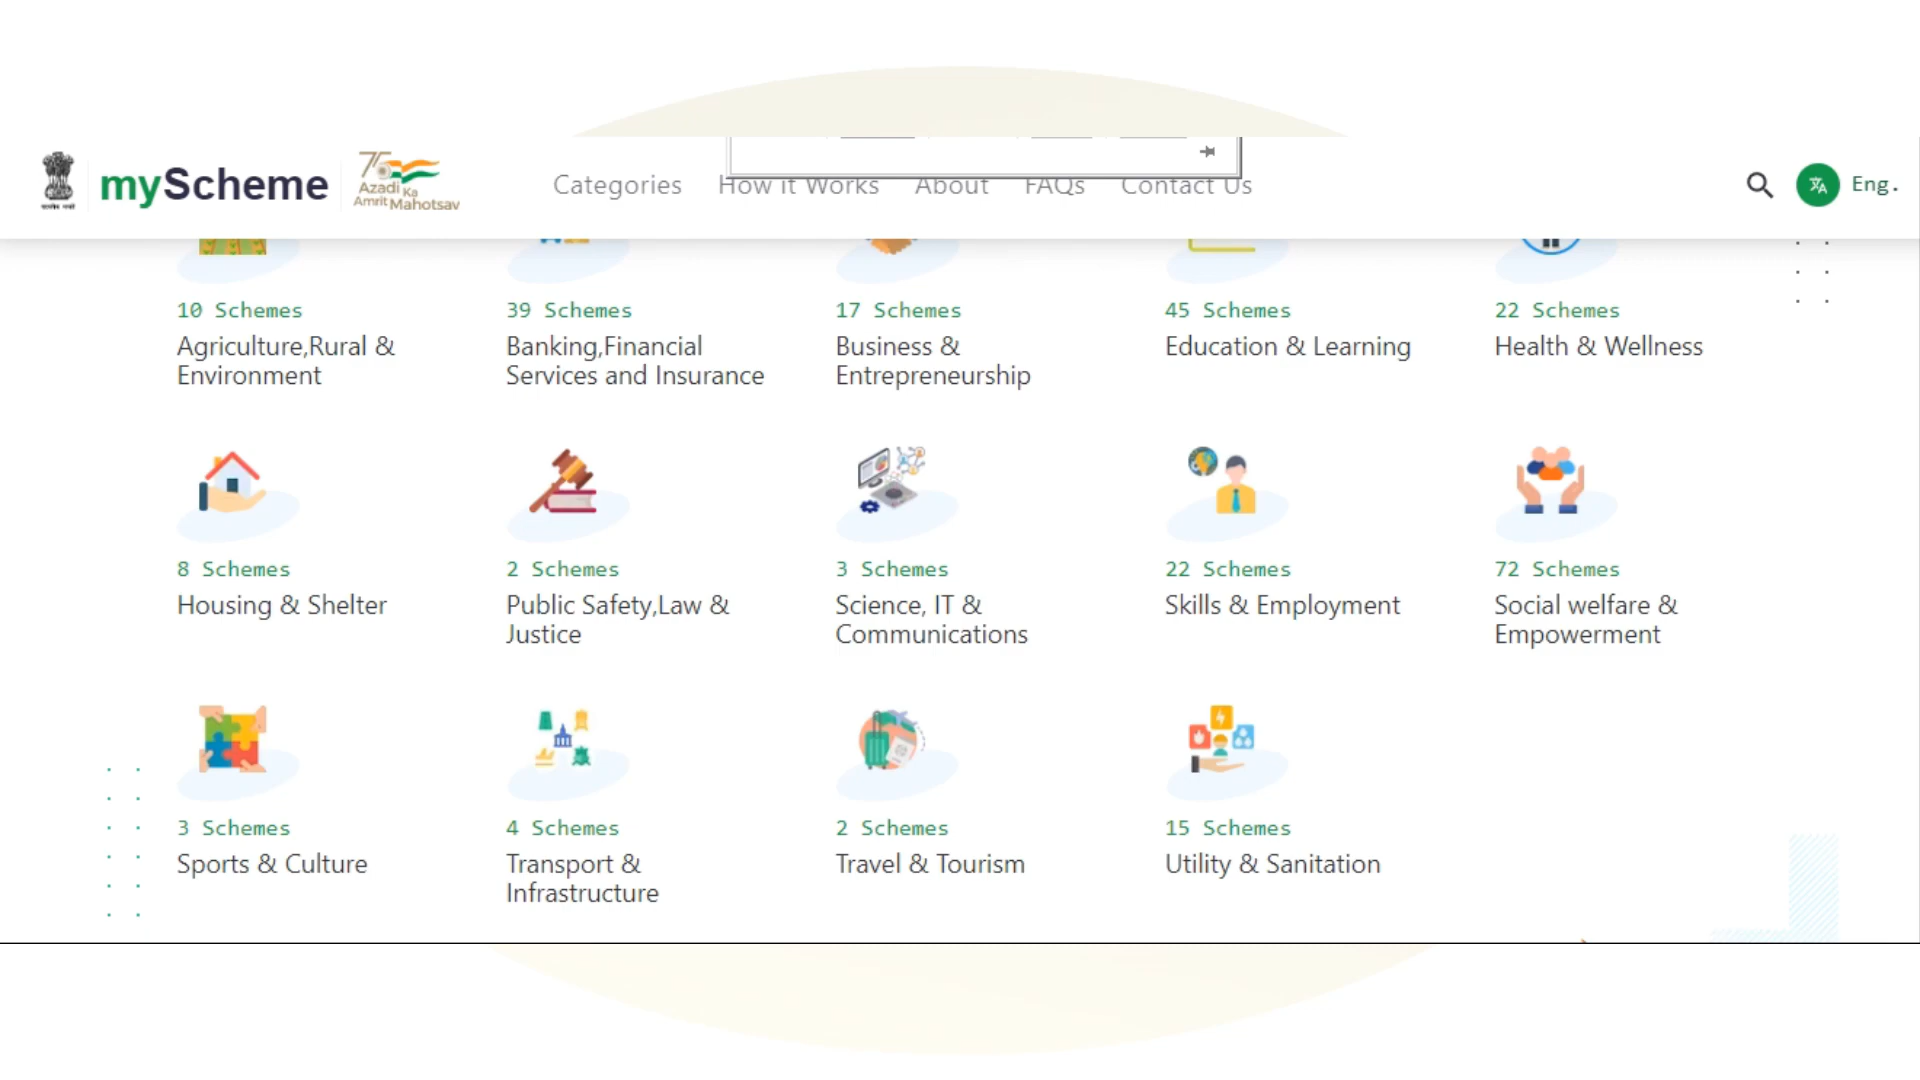 myScheme
75
Azadi Ka
Amrit Mahotsav
Categories
How it Works
About
FAQs
Contact Us
Eng.
10 Schemes
Agriculture,Rural &
Environment
39 Schemes
Banking,Financial
Services and Insurance
17 Schemes
Business &
Entrepreneurship
45 Schemes
Education & Learning
22 Schemes
Health & Wellness
8 Schemes
Housing & Shelter
2 Schemes
Public Safety,Law &
Justice
3 Schemes
Science, IT &
Communications
22 Schemes
Skills & Employment
72 Schemes
Social welfare &
Empowerment
3 Schemes
Sports & Culture
4 Schemes
Transport &
Infrastructure
2 Schemes
Travel & Tourism
15 Schemes
Utility & Sanitation